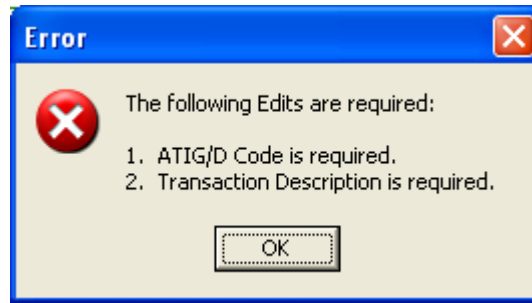 Error
The following Edits are required:
1. ATIG/D Code is required.
2. Transaction Description is required.
OK